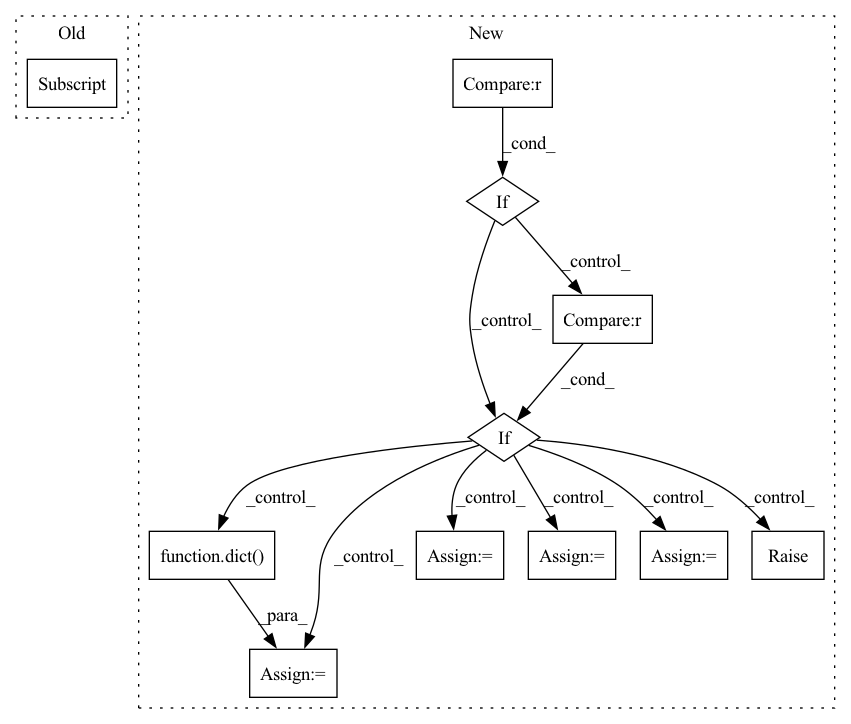 Old
New
Subscript
Compare:r
_cond_
If
_control_
_control_
Compare:r
_cond_
If
_control_
_control_
_control_
_control_
_control_
_control_
function.dict()
Assign:=
Assign:=
Assign:=
Raise
_para_
Assign:=